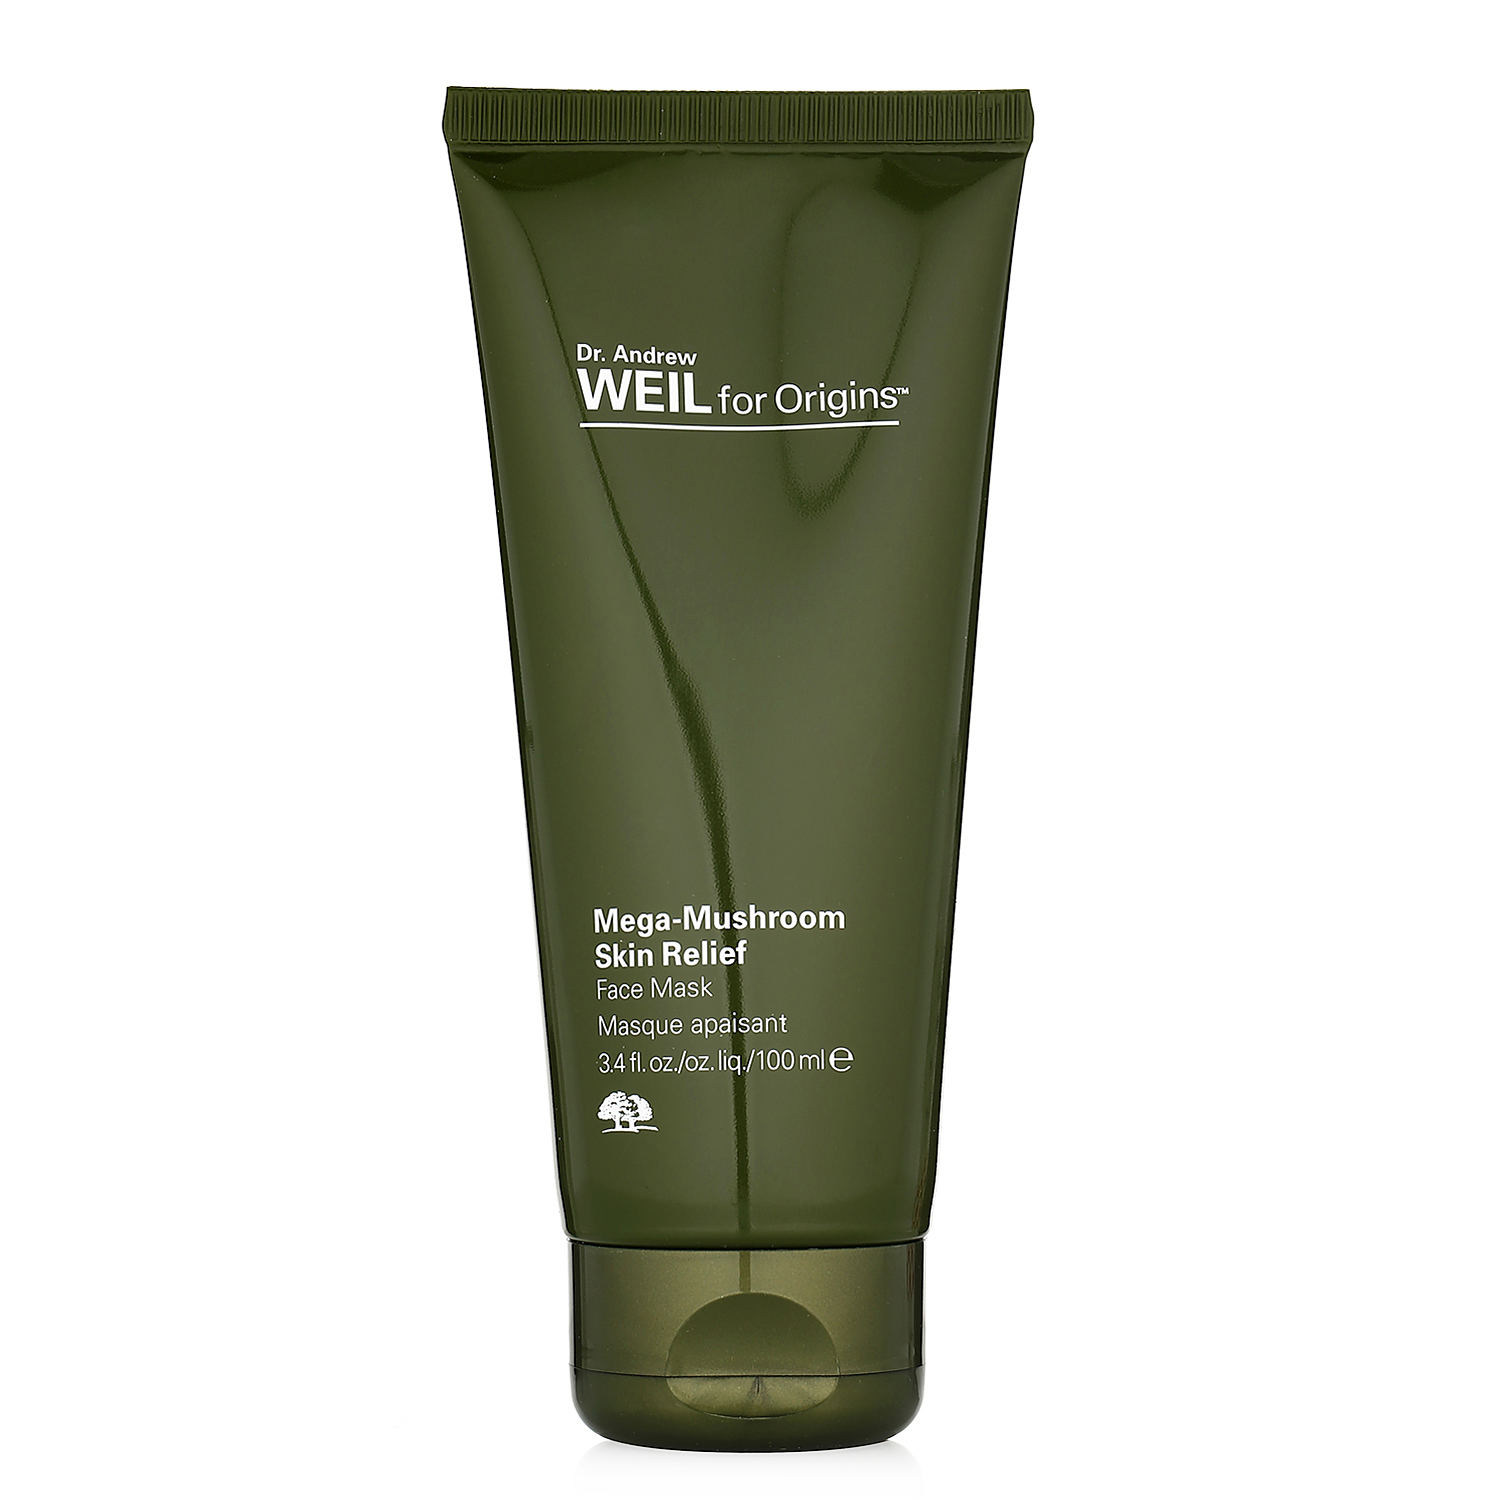 Dr. Andrew
WEIL for Origins™
Mega-Mushroom
Skin Relief
Face Mask
Masque apaisant
3.4 fl. oz./oz. liq./100 ml ℮